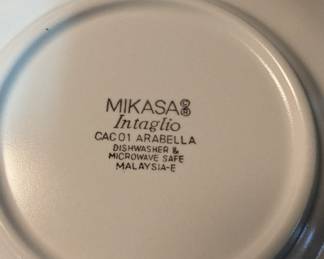 MIKASA
Intaglio
CAC01 ARABELLA
DISHWASHER &
MICROWAVE SAFE
MALAYSIA-E